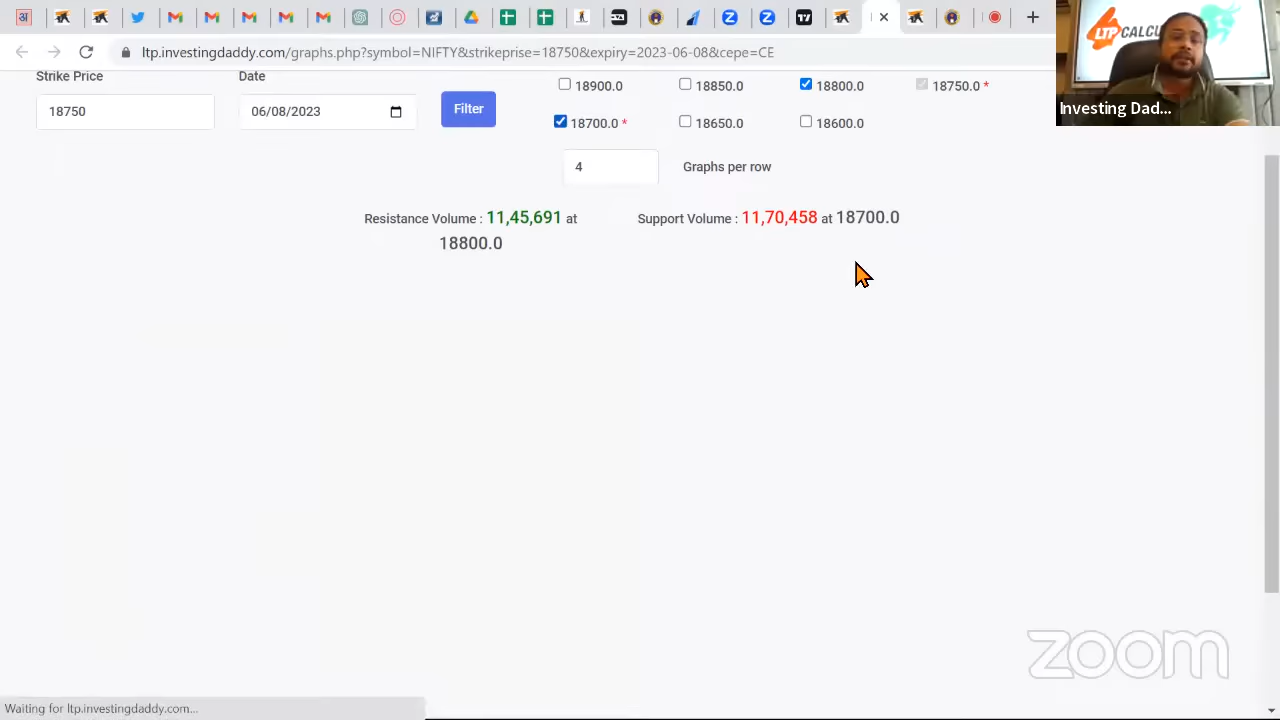 अ
ltp.investingdaddy.com/graphs.php?symbol=NIFTY&strikeprise=18750&expiry=2023-06-08&cepe=CE
LTP CALCU
Investing Dad...
Strike Price
Date
18750
06/08/2023
Filter
18900.0
18850.0
18800.0
18750.0 *
18700.0 *
18650.0
18600.0
4
Graphs per row
Resistance Volume : 11,45,691 at
18800.0
Support Volume : 11,70,458 at 18700.0
zoom
Waiting for ltp.investingdaddy.com...